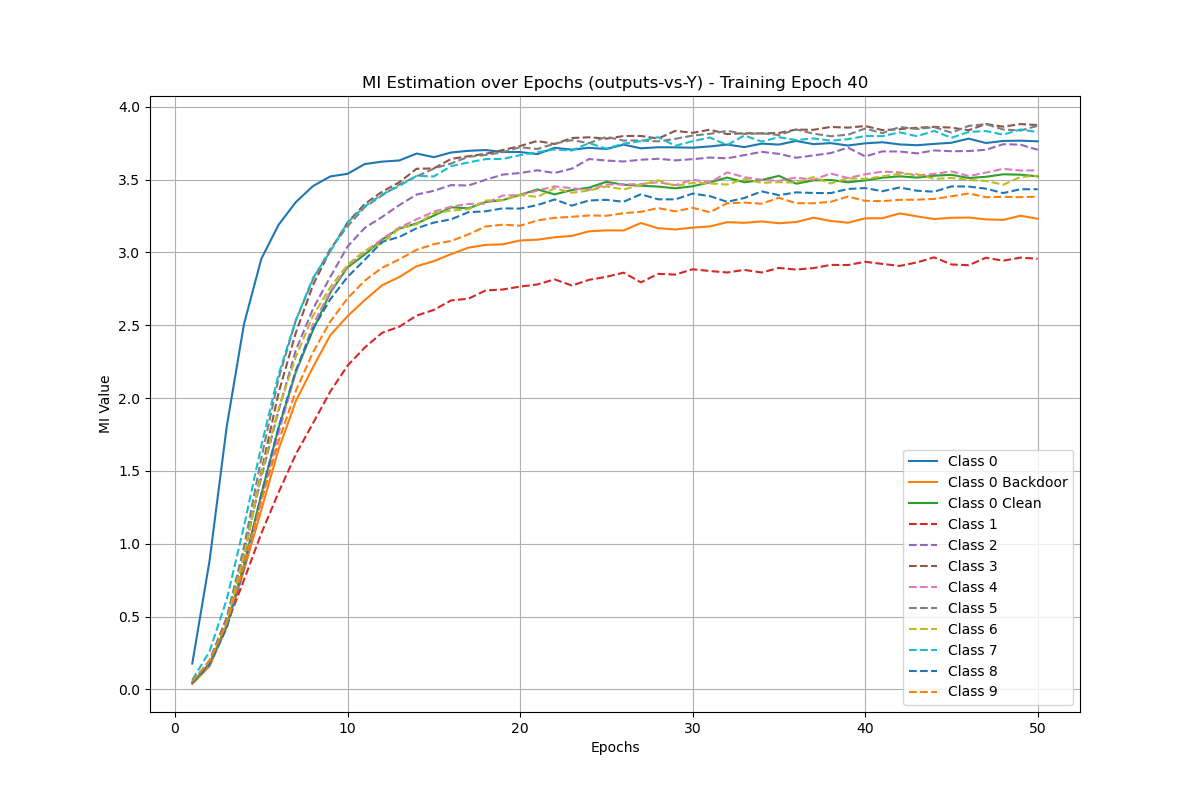 MI Estimation over Epochs (outputs-vs-Y) - Training Epoch 40
MI Value
4.0
3.5
3.0
2.5
2.0
1.5
1.0
0.5
0.0
0 10 20 30 40 50
Epochs
Class 0
Class 0 Backdoor
Class 0 Clean
Class 1
Class 2
Class 3
Class 4
Class 5
Class 6
Class 7
Class 8
Class 9